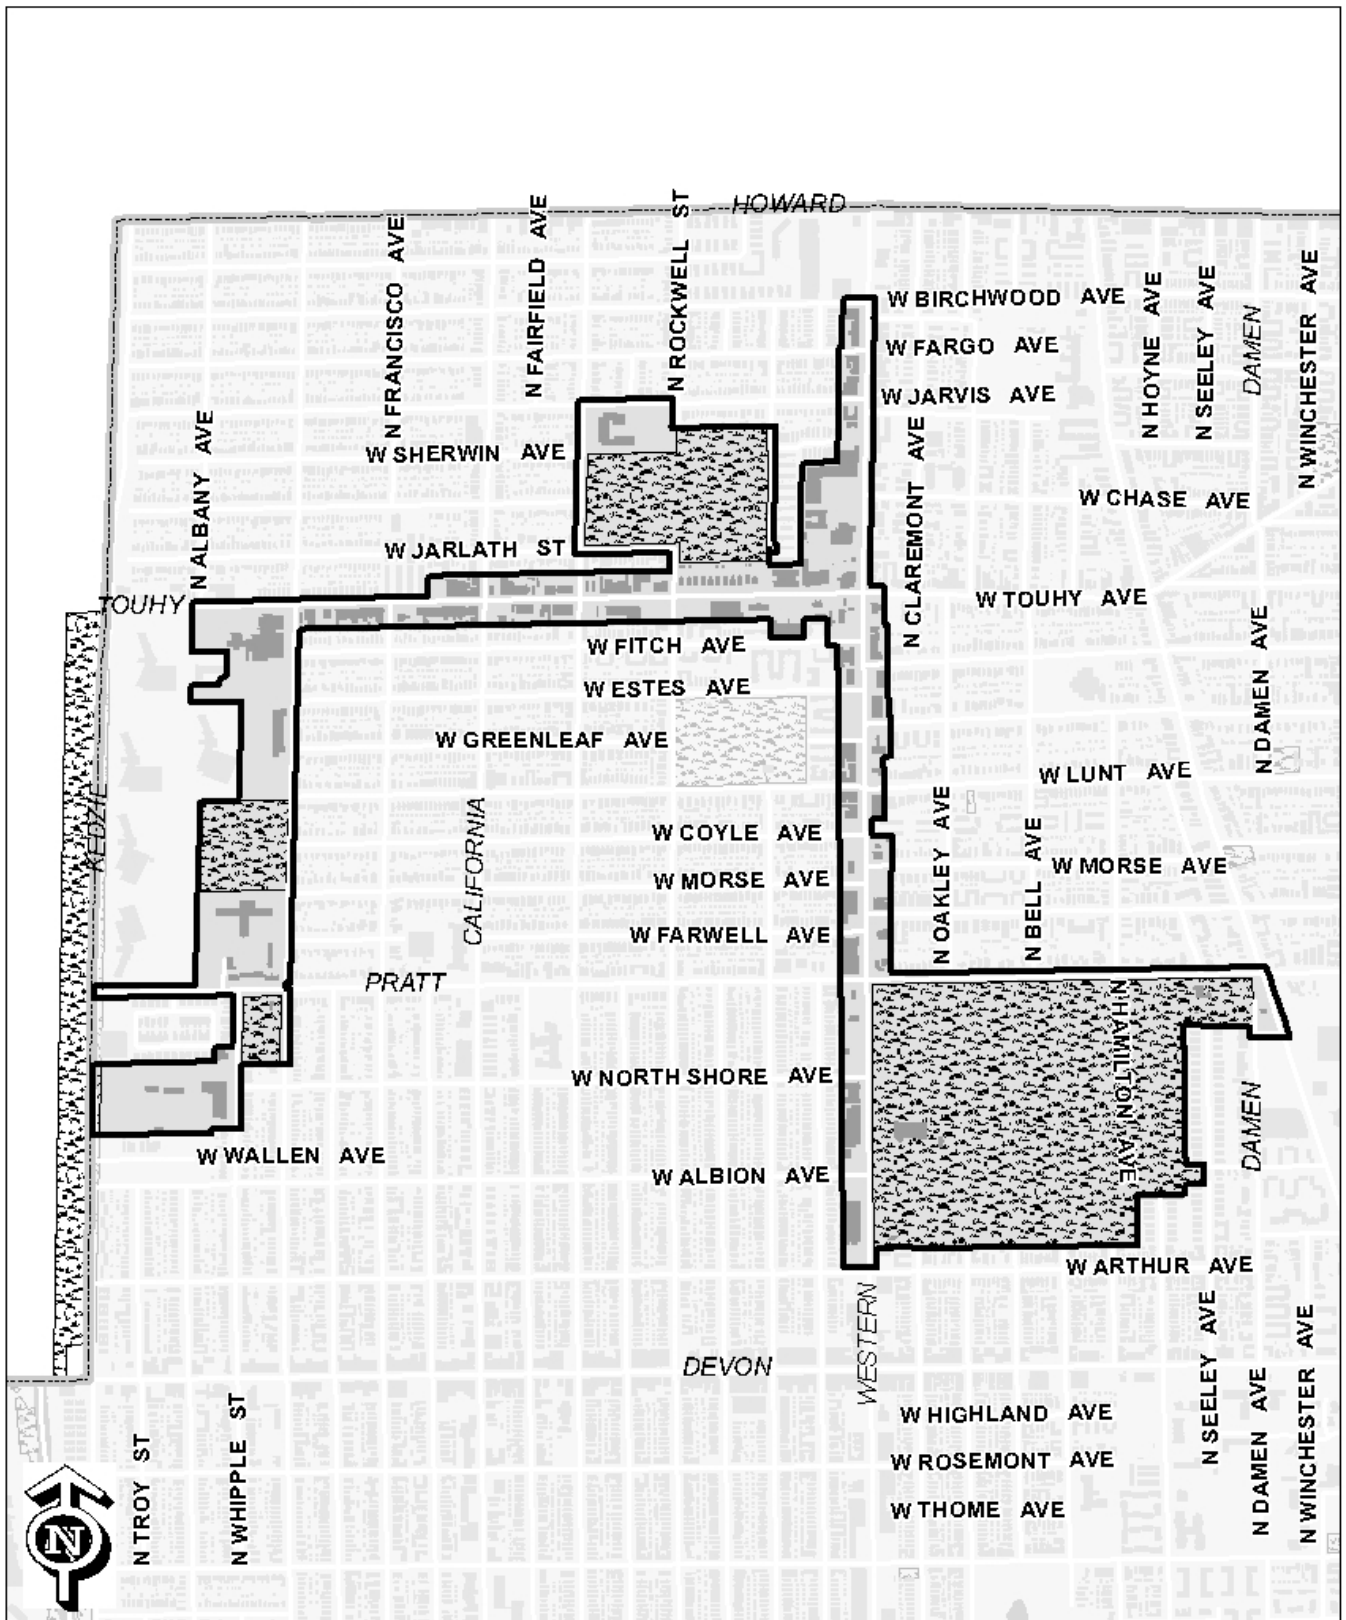 HOWARD
N FRANCISCO AVE
N FAIRFIELD AVE
N ROCKWELL ST
W BIRCHWOOD AVE
W FARGO AVE
W JARVIS AVE
N HOYNE AVE
N SEELEY AVE
DAMEN
N WINCHESTER AVE
N ALBANY AVE
W SHERWIN AVE
N CLAREMONT AVE
W CHASE AVE
W JARLATH ST
TOUHY
W TOUHY AVE
W FITCH AVE
W ESTES AVE
N DAMEN AVE
W GREENLEAF AVE
W LUNT AVE
KEDZIE
CALIFORNIA
W COYLE AVE
N OAKLEY AVE
N BELL AVE
W MORSE AVE
W MORSE AVE
W FARWELL AVE
PRATT
N HAMILTON AVE
W NORTH SHORE AVE
DAMEN
W WALLEN AVE
W ALBION AVE
W ARTHUR AVE
WESTERN
DEVON
N SEELEY AVE
N DAMEN AVE
N WINCHESTER AVE
W HIGHLAND AVE
W ROSEMONT AVE
W THOME AVE
N TROY ST
N WHIPPLE ST
N